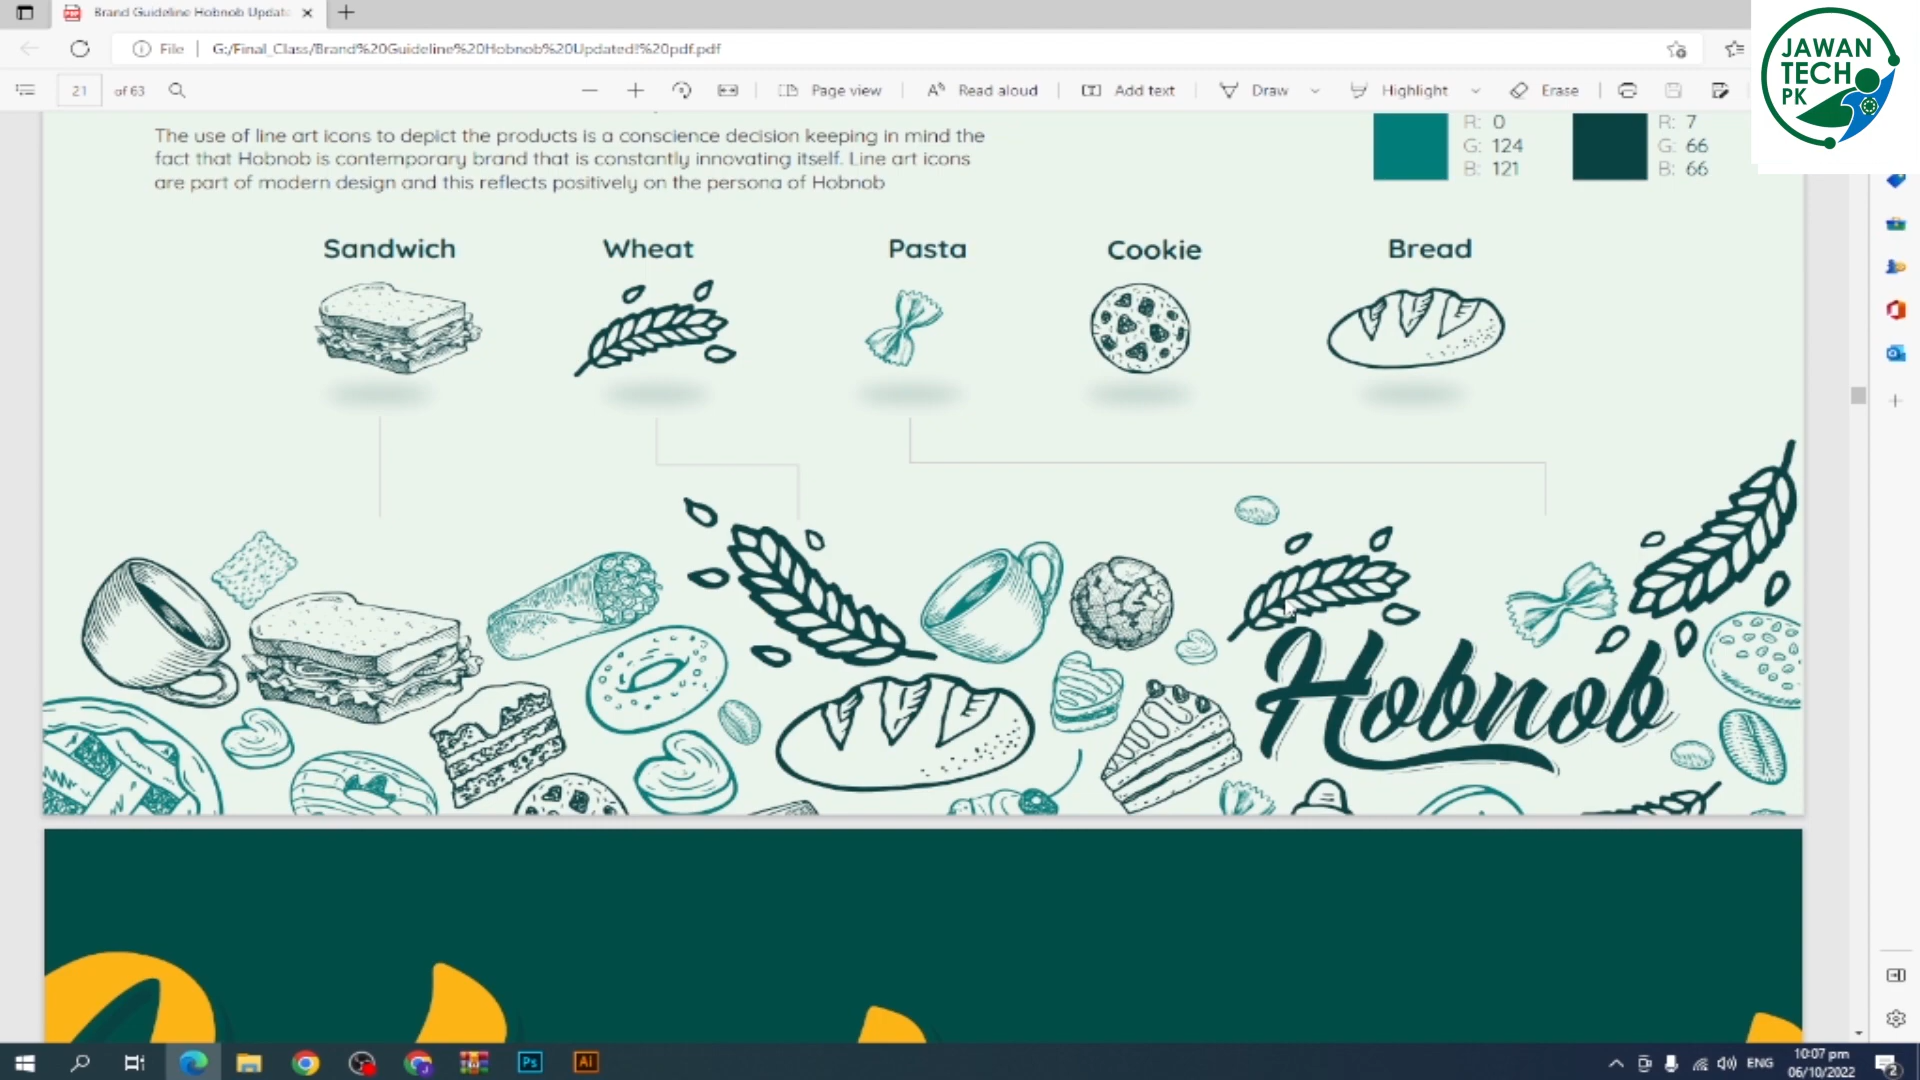 Brand Guideline Hobnob Updat
File
G:/Final_Class/Brand%20Guideline%20Hobnob%20Updated!%20pdf.pdf
21 of 63
Page view
Read aloud
Add text
Draw
Highlight
Erase
JAWAN
TECH
PK
The use of line art icons to depict the products is a conscience decision keeping in mind the
fact that Hobnob is contemporary brand that is constantly innovating itself. Line art icons
are part of modern design and this reflects positively on the persona of Hobnob
R: 0
G: 124
B: 121
R: 7
G: 66
B: 66
Sandwich
Wheat
Pasta
Cookie
Bread
Hobnob
Ps
Ai
ENG
10:07 pm
06/10/2022
2